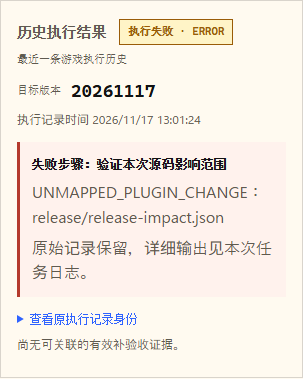 历史执行结果 执行失败 · ERROR
最近一条游戏执行历史
目标版本 20261117
执行记录时间 2026/11/17 13:01:24
失败步骤：验证本次源码影响范围
UNMAPPED_PLUGIN_CHANGE：
release/release-impact.json
原始记录保留，详细输出见本次任
务日志。
▶ 查看原执行记录身份
尚无可关联的有效补验收证据。